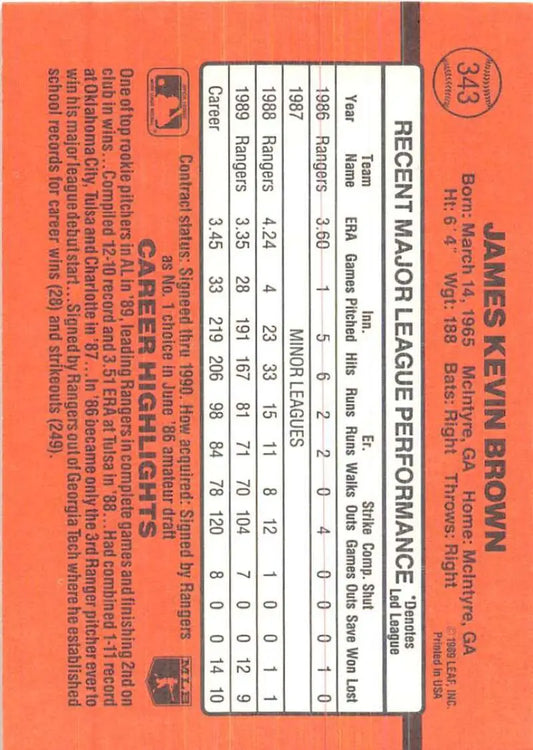 343
JAMES KEVIN BROWN
Born: March 14, 1965 McIntyre, GA Home: McIntyre, GA
Ht: 6' 4" Wgt: 188 Bats: Right Throws: Right
© 1989 LEAF, INC.
Printed in USA
RECENT MAJOR LEAGUE PERFORMANCE
*Denotes
Led League
Team Inn. Er. Strike Comp. Shut
Year Name ERA Games Pitched Hits Runs Runs Walks Outs Games Outs Save Won Lost
1986 Rangers 3.60 1 5 6 2 2 0 4 0 0 0 1 0
1987 MINOR LEAGUES
1988 Rangers 4.24 4 23 33 15 11 8 12 1 0 0 1 1
1989 Rangers 3.35 28 191 167 81 71 70 104 7 0 0 12 9
Career 3.45 33 219 206 98 84 78 120 8 0 0 14 10
Contract status: Signeed thru 1990. How acquired: Signed by Rangers
as No. 1 choice in June '86 amateur draft
MLB
CAREER HIGHLIGHTS
One of top rookie pitchers in AL in '89, leading Rangers in complete games and finishing 2nd on
club in wins...Compiled 12-10 record and 3.51 ERA at Tulsa in '88...Had combined 1-11 record
at Oklahoma City, Tulsa and Charlotte in '87...In '86 became only the 3rd Ranger pitcher ever to
win his major league debut start...Signed by Rangers out of Georgia Tech where he established
school records for career wins (28) and strikeouts (249).